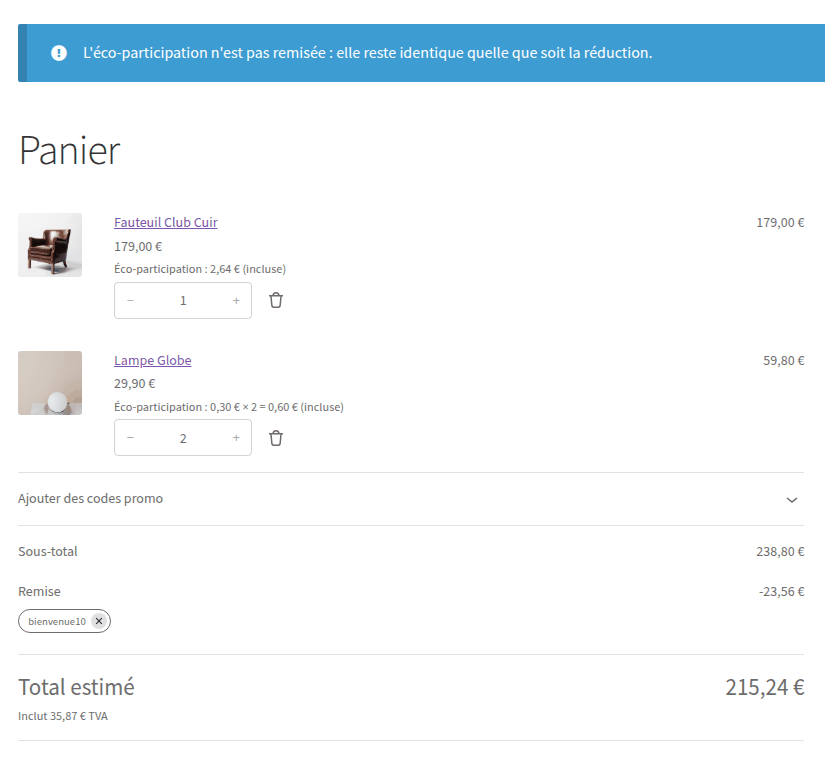 L'éco-participation n'est pas remisée : elle reste identique quelle que soit la réduction.
Panier
Fauteuil Club Cuir 179,00 €
179,00 €
Éco-participation : 2,64 € (incluse)
− 1 +
Lampe Globe 59,80 €
29,90 €
Éco-participation : 0,30 € × 2 = 0,60 € (incluse)
− 2 +
Ajouter des codes promo
Sous-total 238,80 €
Remise -23,56 €
bienvenue10
Total estimé 215,24 €
Inclut 35,87 € TVA